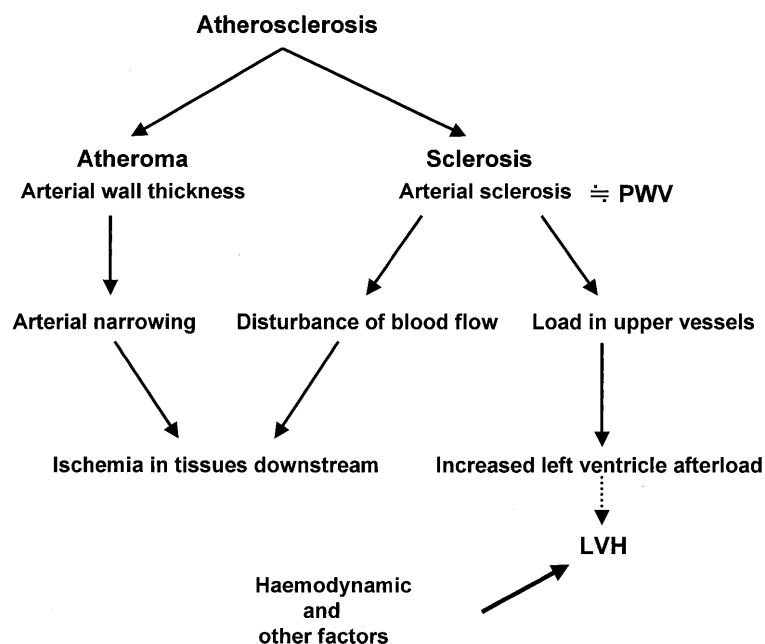 Atherosclerosis
Atheroma
Arterial wall thickness
Sclerosis
Arterial sclerosis ≒ PWV
Arterial narrowing
Disturbance of blood flow
Load in upper vessels
Ischemia in tissues downstream
Increased left ventricle afterload
LVH
Haemodynamic
and
other factors